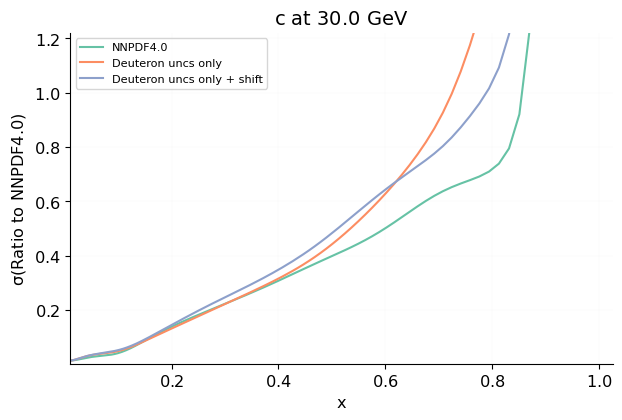 c at 30.0 GeV
NNPDF4.0
Deuteron uncs only
Deuteron uncs only + shift
σ(Ratio to NNPDF4.0)
1.2
1.0
0.8
0.6
0.4
0.2
0.2 0.4 0.6 0.8 1.0
x